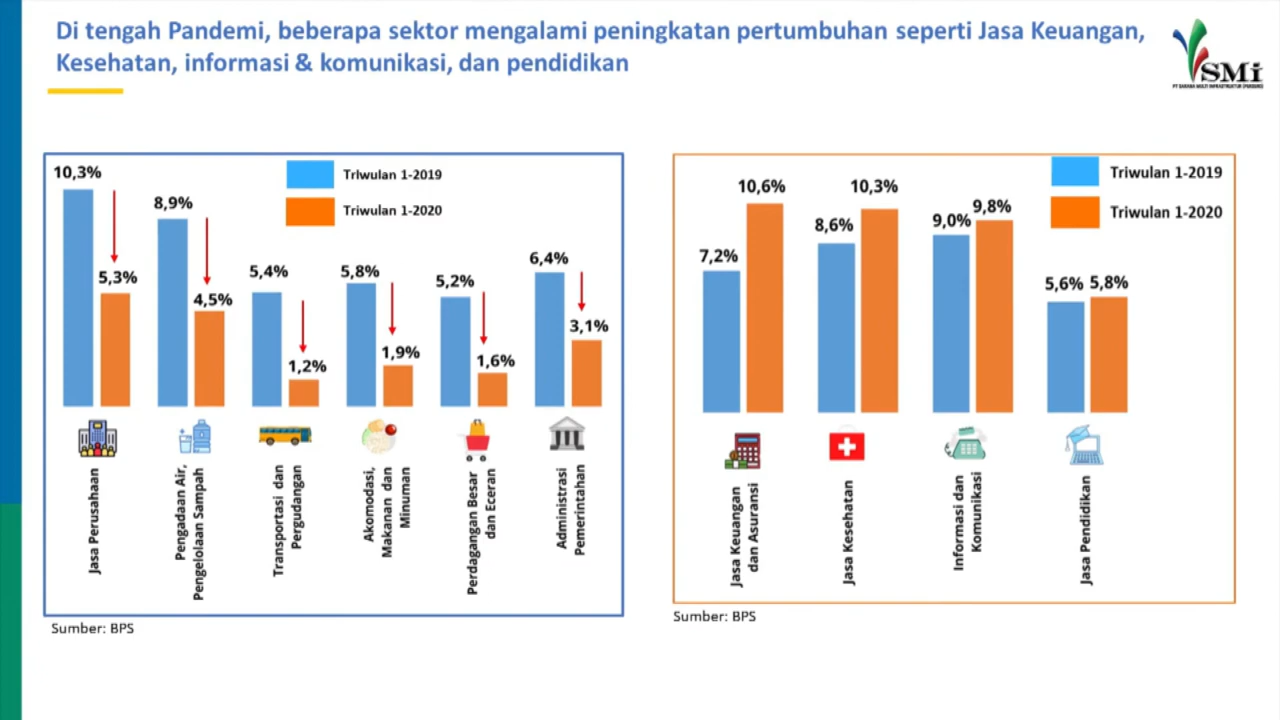 Di tengah Pandemi, beberapa sektor mengalami peningkatan pertumbuhan seperti Jasa Keuangan,
Kesehatan, informasi & komunikasi, dan pendidikan
SMi
PT SARANA MULTI INFRASTRUKTUR (PERSERO)
10,3%
5,3%
8,9%
4,5%
5,4%
1,2%
5,8%
1,9%
5,2%
1,6%
6,4%
3,1%
Triwulan 1-2019
Triwulan 1-2020
Jasa Perusahaan
Pengadaan Air,
Pengelolaan Sampah
Transportasi dan
Pergudangan
Akomodasi,
Makanan dan
Minuman
Perdagangan Besar
dan Eceran
Administrasi
Pemerintahan
Sumber: BPS
7,2%
10,6%
8,6%
10,3%
9,0%
9,8%
5,6%
5,8%
Triwulan 1-2019
Triwulan 1-2020
Jasa Keuangan
dan Asuransi
Jasa Kesehatan
Informasi dan
Komunikasi
Jasa Pendidikan
Sumber: BPS